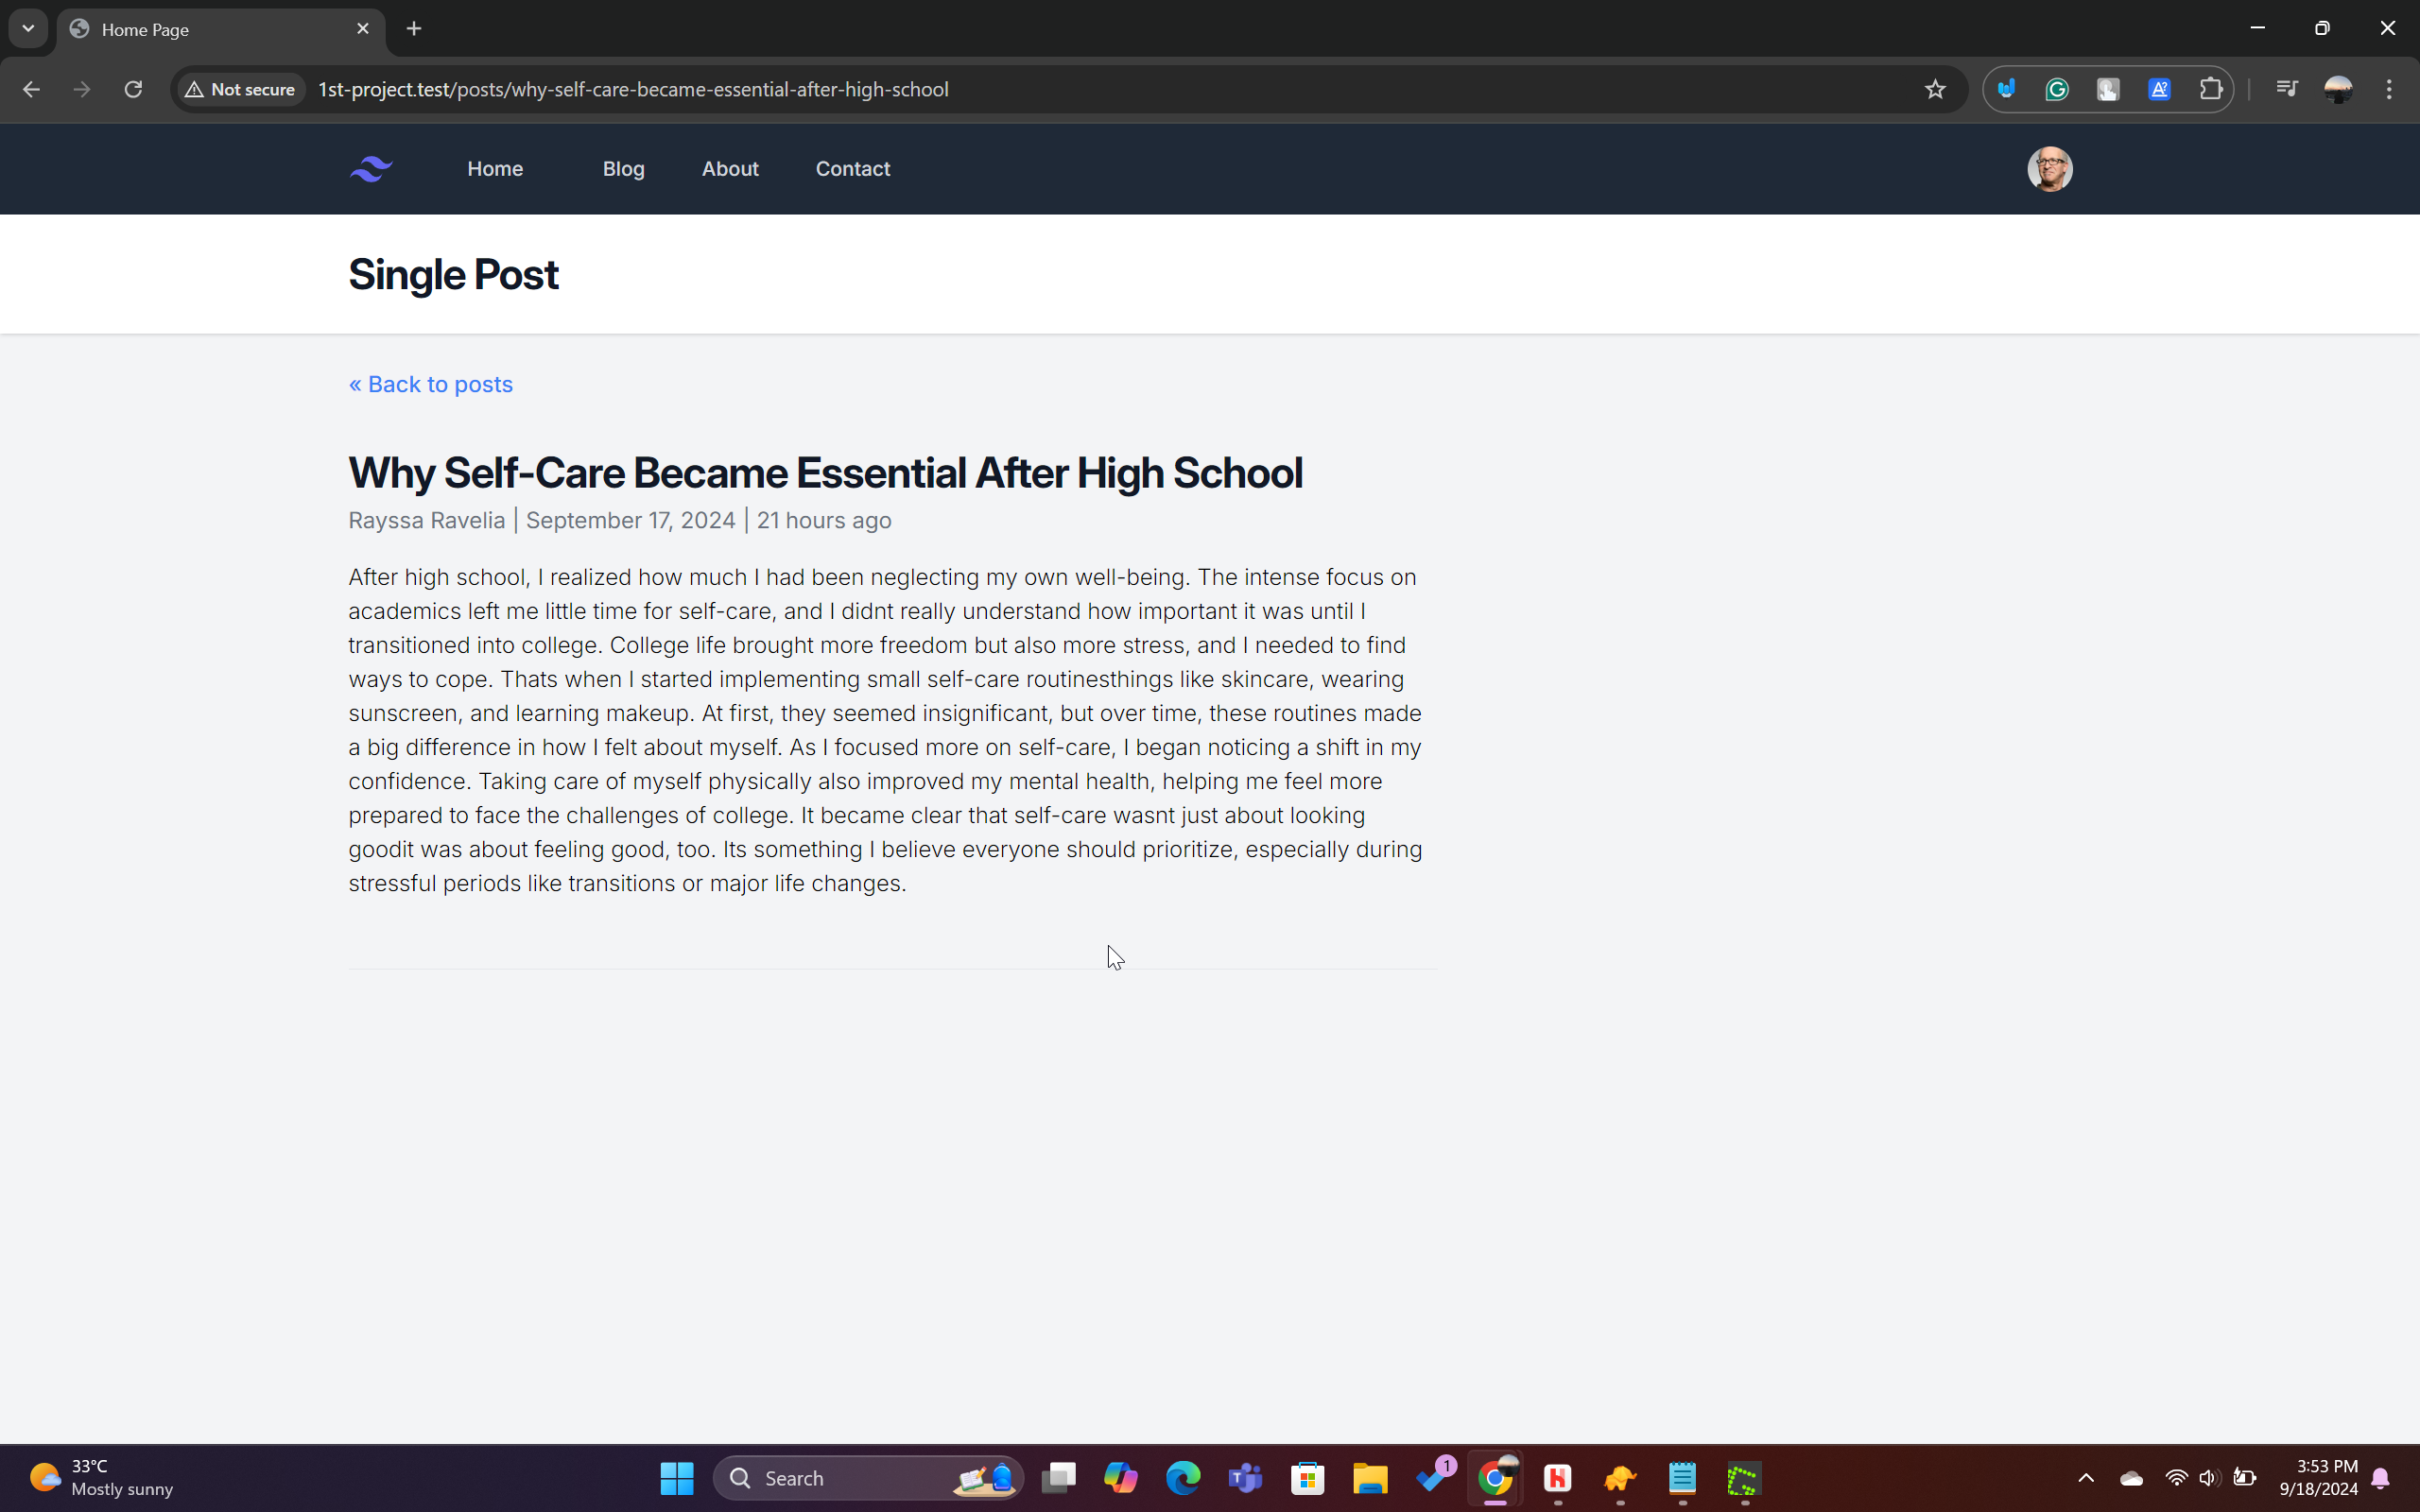 Home Page
Not secure
1st-project.test/posts/why-self-care-became-essential-after-high-school
Home
Blog
About
Contact
Single Post
« Back to posts
Why Self-Care Became Essential After High School
Rayssa Ravelia | September 17, 2024 | 21 hours ago
After high school, I realized how much I had been neglecting my own well-being. The intense focus on
academics left me little time for self-care, and I didnt really understand how important it was until I
transitioned into college. College life brought more freedom but also more stress, and I needed to find
ways to cope. Thats when I started implementing small self-care routinesthings like skincare, wearing
sunscreen, and learning makeup. At first, they seemed insignificant, but over time, these routines made
a big difference in how I felt about myself. As I focused more on self-care, I began noticing a shift in my
confidence. Taking care of myself physically also improved my mental health, helping me feel more
prepared to face the challenges of college. It became clear that self-care wasnt just about looking
goodit was about feeling good, too. Its something I believe everyone should prioritize, especially during
stressful periods like transitions or major life changes.
33°C
Mostly sunny
Search
1
3:53 PM
9/18/2024